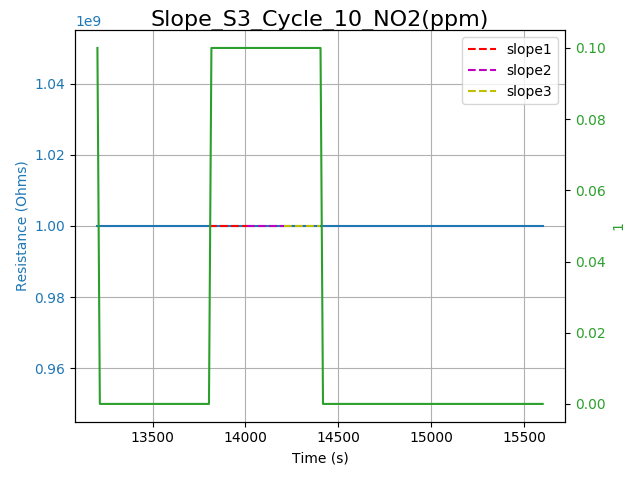 Slope_S3_Cycle_10_NO2(ppm)
1e9
slope1
slope2
slope3
1.04
1.02
1.00
0.98
0.96
Resistance (Ohms)
0.10
0.08
0.06
0.04
0.02
0.00
1
13500 14000 14500 15000 15500
Time (s)